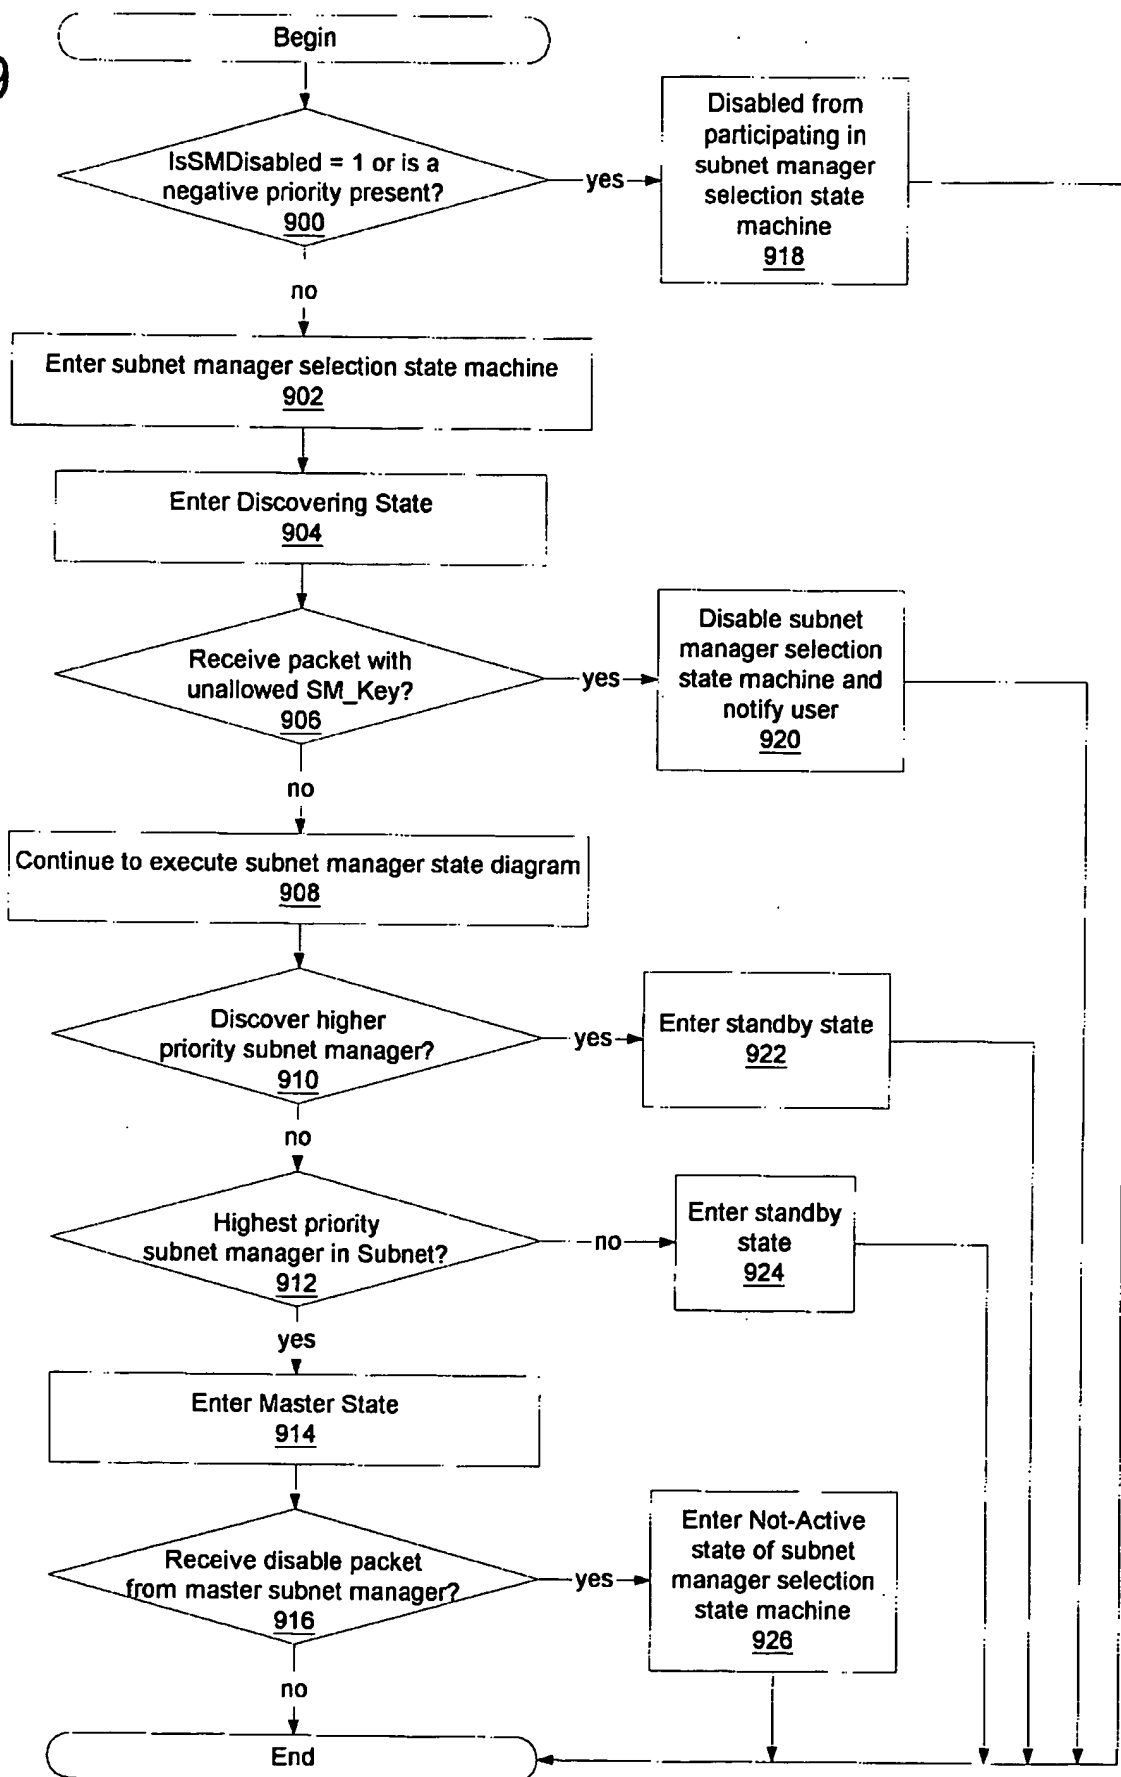 9
Begin
IsSMDisabled = 1 or is a
negative priority present?
900
yes
Disabled from
participating in
subnet manager
selection state
machine
918
no
Enter subnet manager selection state machine
902
Enter Discovering State
904
Receive packet with
unallowed SM_Key?
906
yes
Disable subnet
manager selection
state machine and
notify user
920
no
Continue to execute subnet manager state diagram
908
Discover higher
priority subnet manager?
910
yes
Enter standby state
922
no
Highest priority
subnet manager in Subnet?
912
no
Enter standby
state
924
yes
Enter Master State
914
Receive disable packet
from master subnet manager?
916
yes
Enter Not-Active
state of subnet
manager selection
state machine
926
no
End